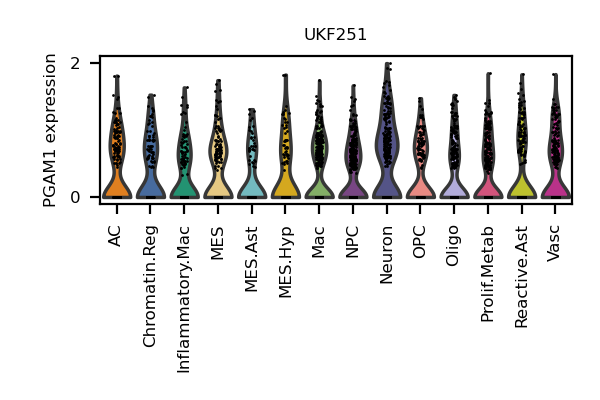 UKF251
PGAM1 expression
2
0
AC
Chromatin.Reg
Inflammatory.Mac
MES
MES.Ast
MES.Hyp
Mac
NPC
Neuron
OPC
Oligo
Prolif.Metab
Reactive.Ast
Vasc